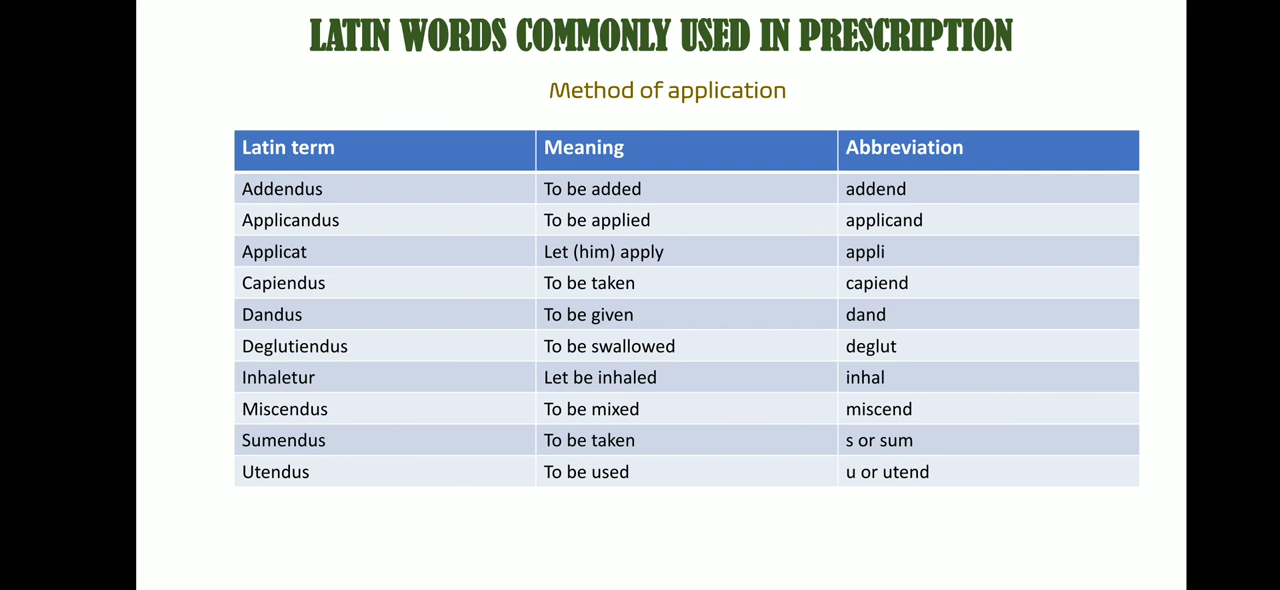 LATIN WORDS COMMONLY USED IN PRESCRIPTION
Method of application
Latin term Meaning Abbreviation
Addendus To be added addend
Applicandus To be applied applicand
Applicat Let (him) apply appli
Capiendus To be taken capiend
Dandus To be given dand
Deglutiendus To be swallowed deglut
Inhaletur Let be inhaled inhal
Miscendus To be mixed miscend
Sumendus To be taken s or sum
Utendus To be used u or utend